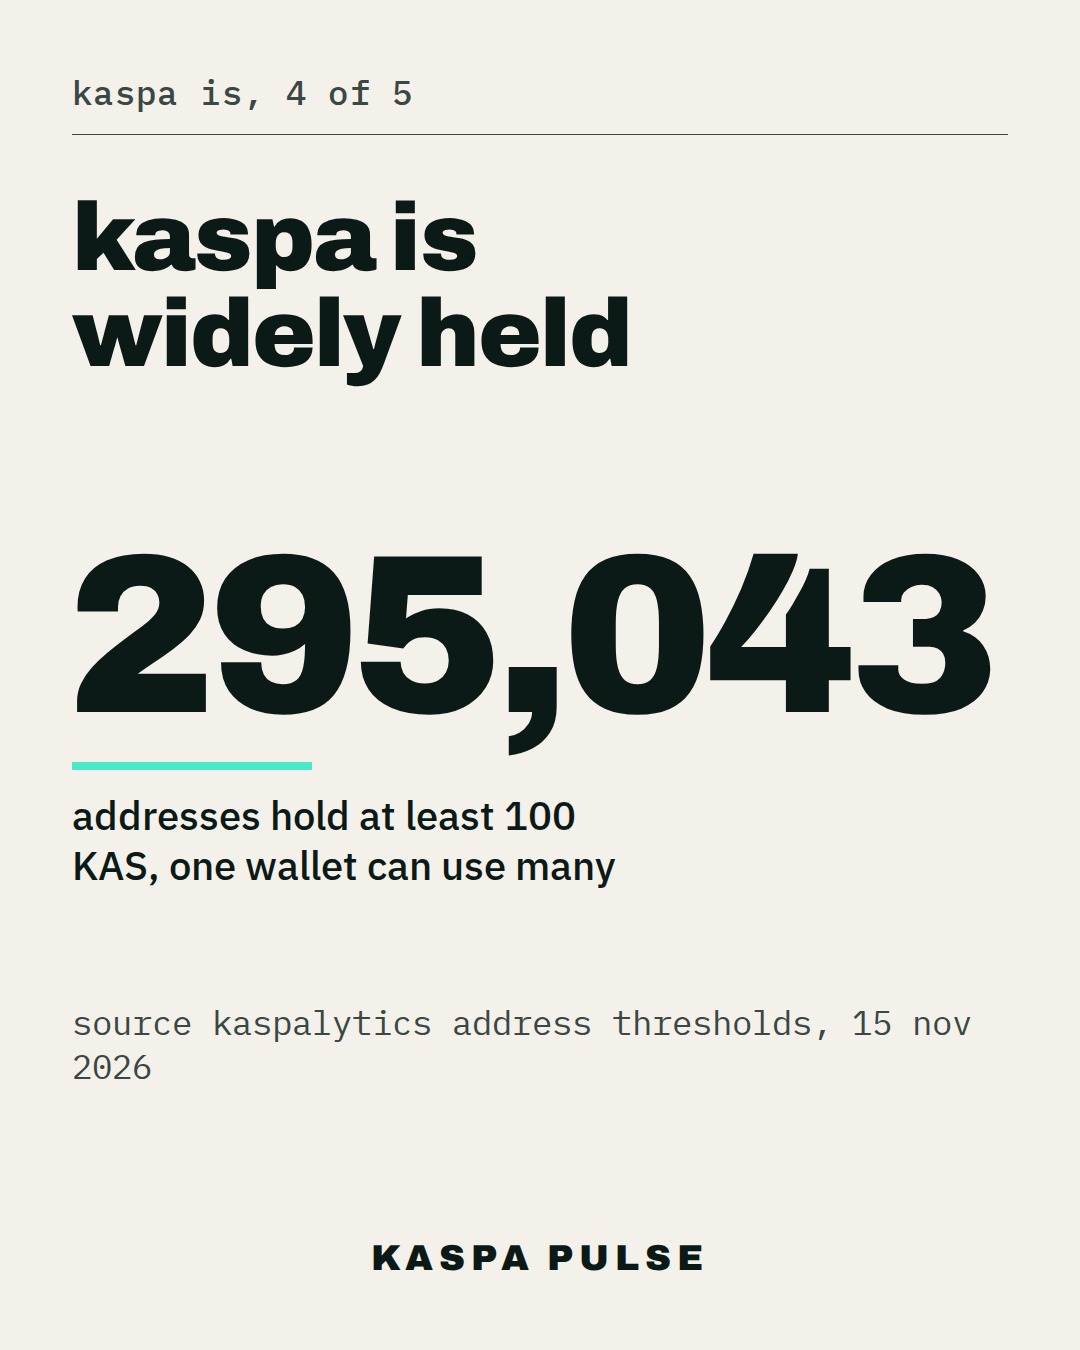 kaspa is, 4 of 5
kaspa is
widely held
295,043
addresses hold at least 100
KAS, one wallet can use many
source kaspalytics address thresholds, 15 nov
2026
KASPA PULSE